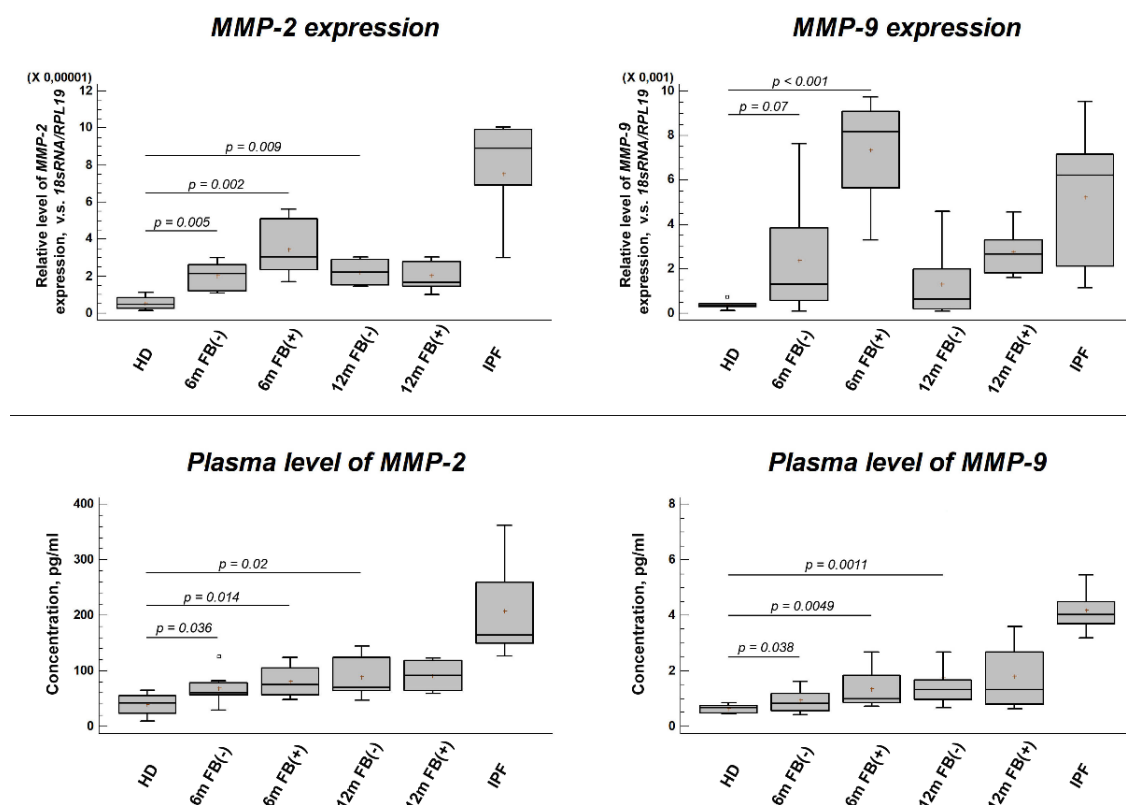 MMP-2 expression
(X 0,00001)
Relative level of MMP-2
expression, v.s. 18sRNA/RPL19
12
10
8
6
4
2
0
p = 0.009
p = 0.002
p = 0.005
HD
6m FB(-)
6m FB(+)
12m FB(-)
12m FB(+)
IPF
MMP-9 expression
(X 0,001)
Relative level of MMP-9
expression, v.s. 18sRNA/RPL19
10
8
6
4
2
0
p < 0.001
p = 0.07
HD
6m FB(-)
6m FB(+)
12m FB(-)
12m FB(+)
IPF
Plasma level of MMP-2
Concentration, pg/ml
400
300
200
100
0
p = 0.02
p = 0.014
p = 0.036
HD
6m FB(-)
6m FB(+)
12m FB(-)
12m FB(+)
IPF
Plasma level of MMP-9
Concentration, pg/ml
8
6
4
2
0
p = 0.0011
p = 0.0049
p = 0.038
HD
6m FB(-)
6m FB(+)
12m FB(-)
12m FB(+)
IPF